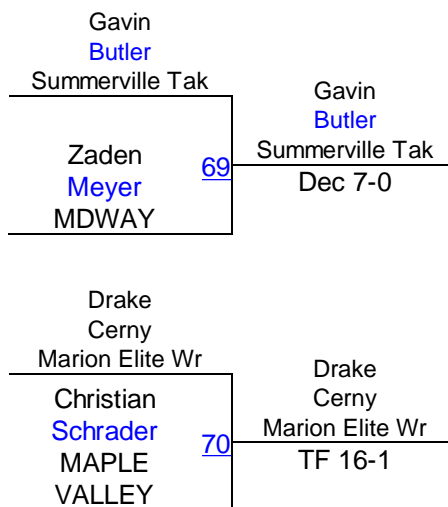 Gavin
Butler
Summerville Tak
Zaden
Meyer
MDWAY
69
Gavin
Butler
Summerville Tak
Dec 7-0
Drake
Cerny
Marion Elite Wr
Christian
Schrader
MAPLE
VALLEY
70
Drake
Cerny
Marion Elite Wr
TF 16-1